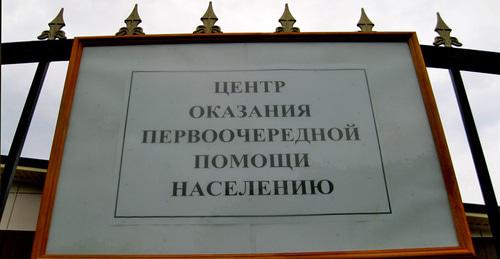 ЦЕНТР
ОКАЗАНИЯ
ПЕРВООЧЕРЕДНОЙ
ПОМОЩИ
НАСЕЛЕНИЮ